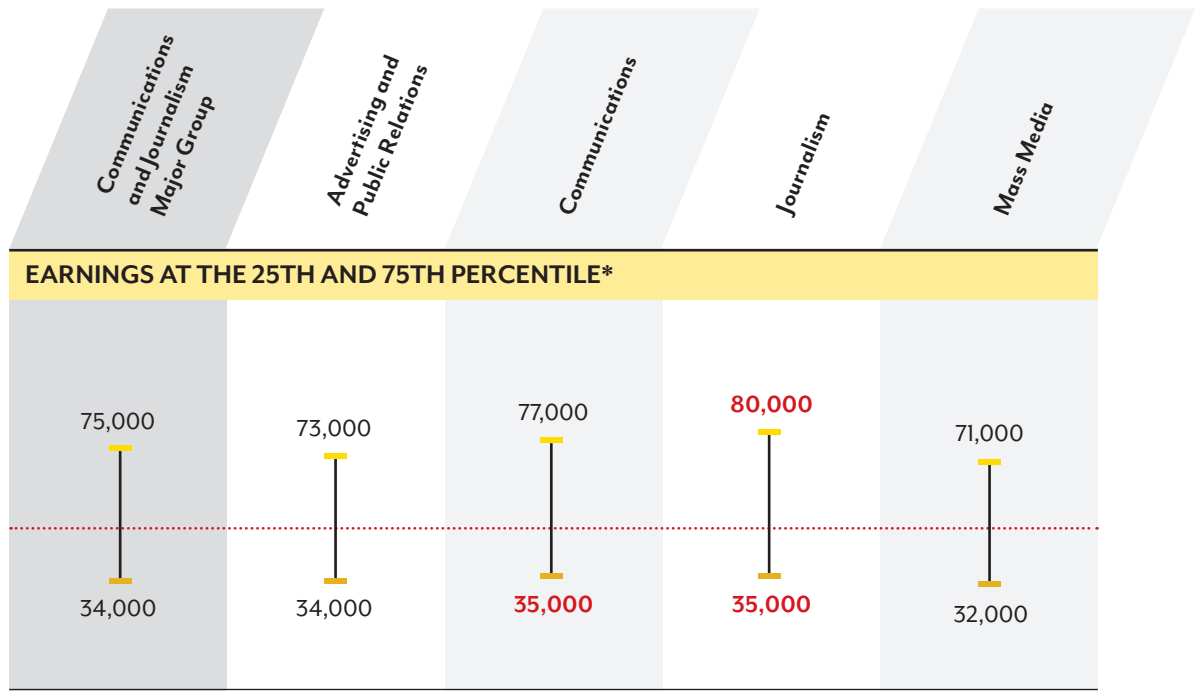 Communications
and Journalism
Major Group
Advertising and
Public Relations
Communications
Journalism
Mass Media
EARNINGS AT THE 25TH AND 75TH PERCENTILE*
75,000
73,000
77,000
80,000
71,000
34,000
34,000
35,000
35,000
32,000